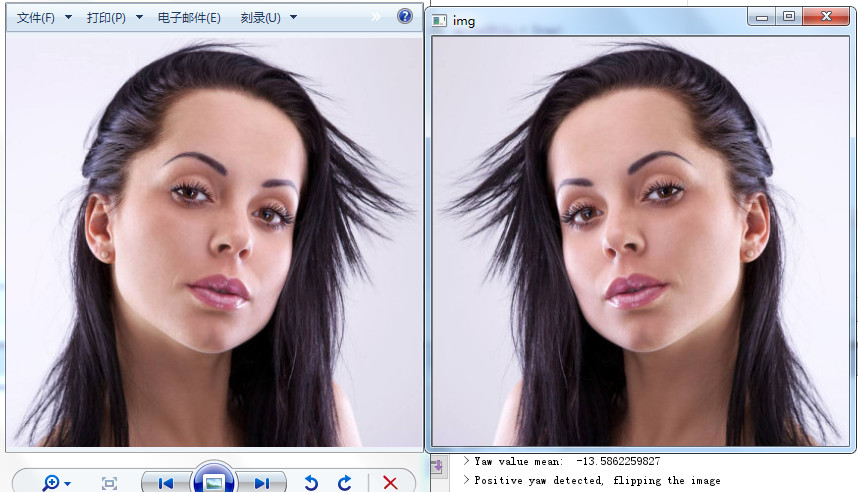 文件(F) 打印(P) 电子邮件(E) 刻录(U) »
img
> Yaw value mean: -13.5862259827
> Positive yaw detected, flipping the image